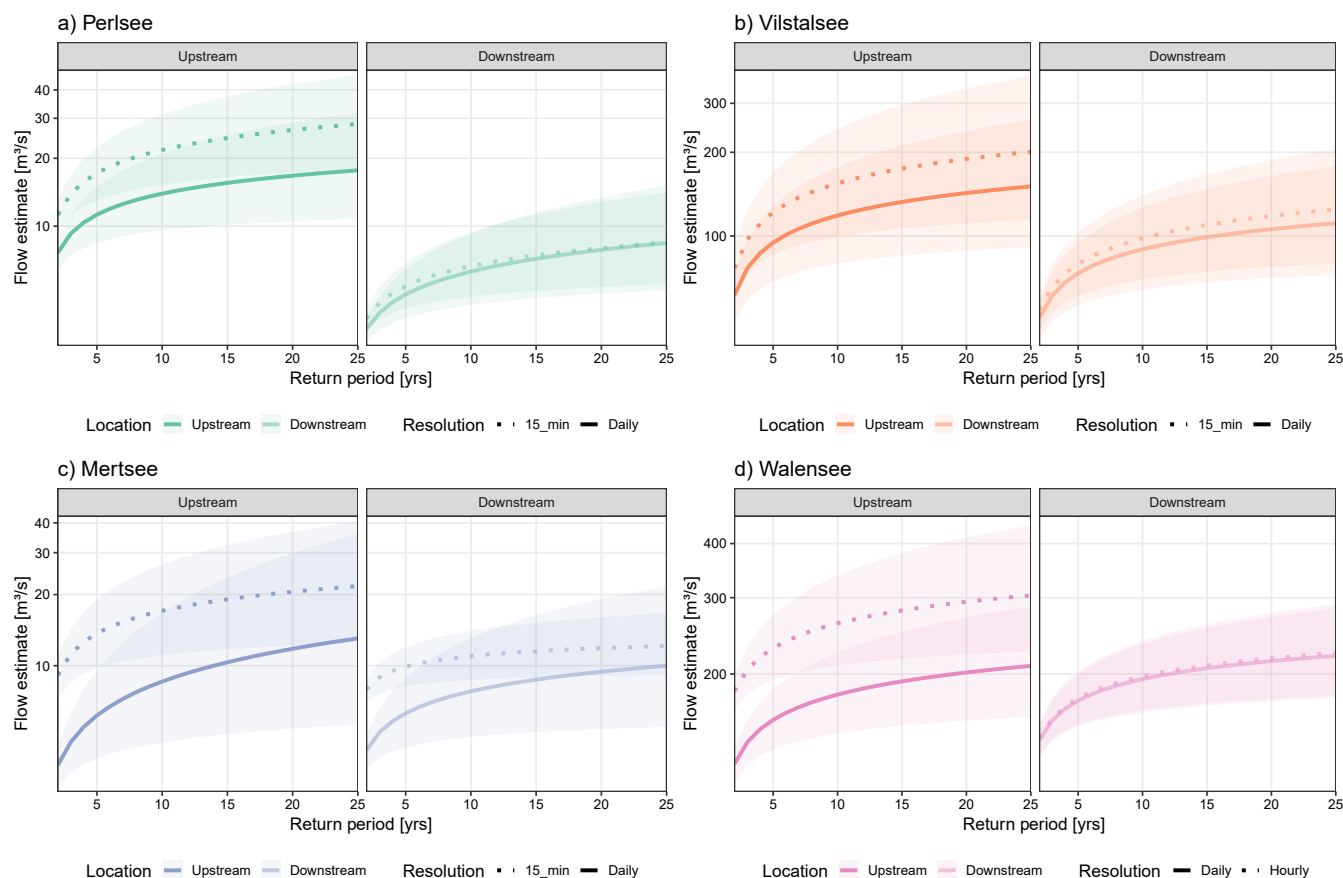 a) Perlsee
Upstream
Downstream
Flow estimate [m³/s]
40
30
20
10
5 10 15 20 25
5 10 15 20 25
Return period [yrs]
Location Upstream Downstream Resolution 15_min Daily
b) Vilstalsee
Upstream
Downstream
Flow estimate [m³/s]
300
200
100
5 10 15 20 25
5 10 15 20 25
Return period [yrs]
Location Upstream Downstream Resolution 15_min Daily
c) Mertsee
Upstream
Downstream
Flow estimate [m³/s]
40
30
20
10
5 10 15 20 25
5 10 15 20 25
Return period [yrs]
Location Upstream Downstream Resolution 15_min Daily
d) Walensee
Upstream
Downstream
Flow estimate [m³/s]
400
300
200
5 10 15 20 25
5 10 15 20 25
Return period [yrs]
Location Upstream Downstream Resolution Daily Hourly